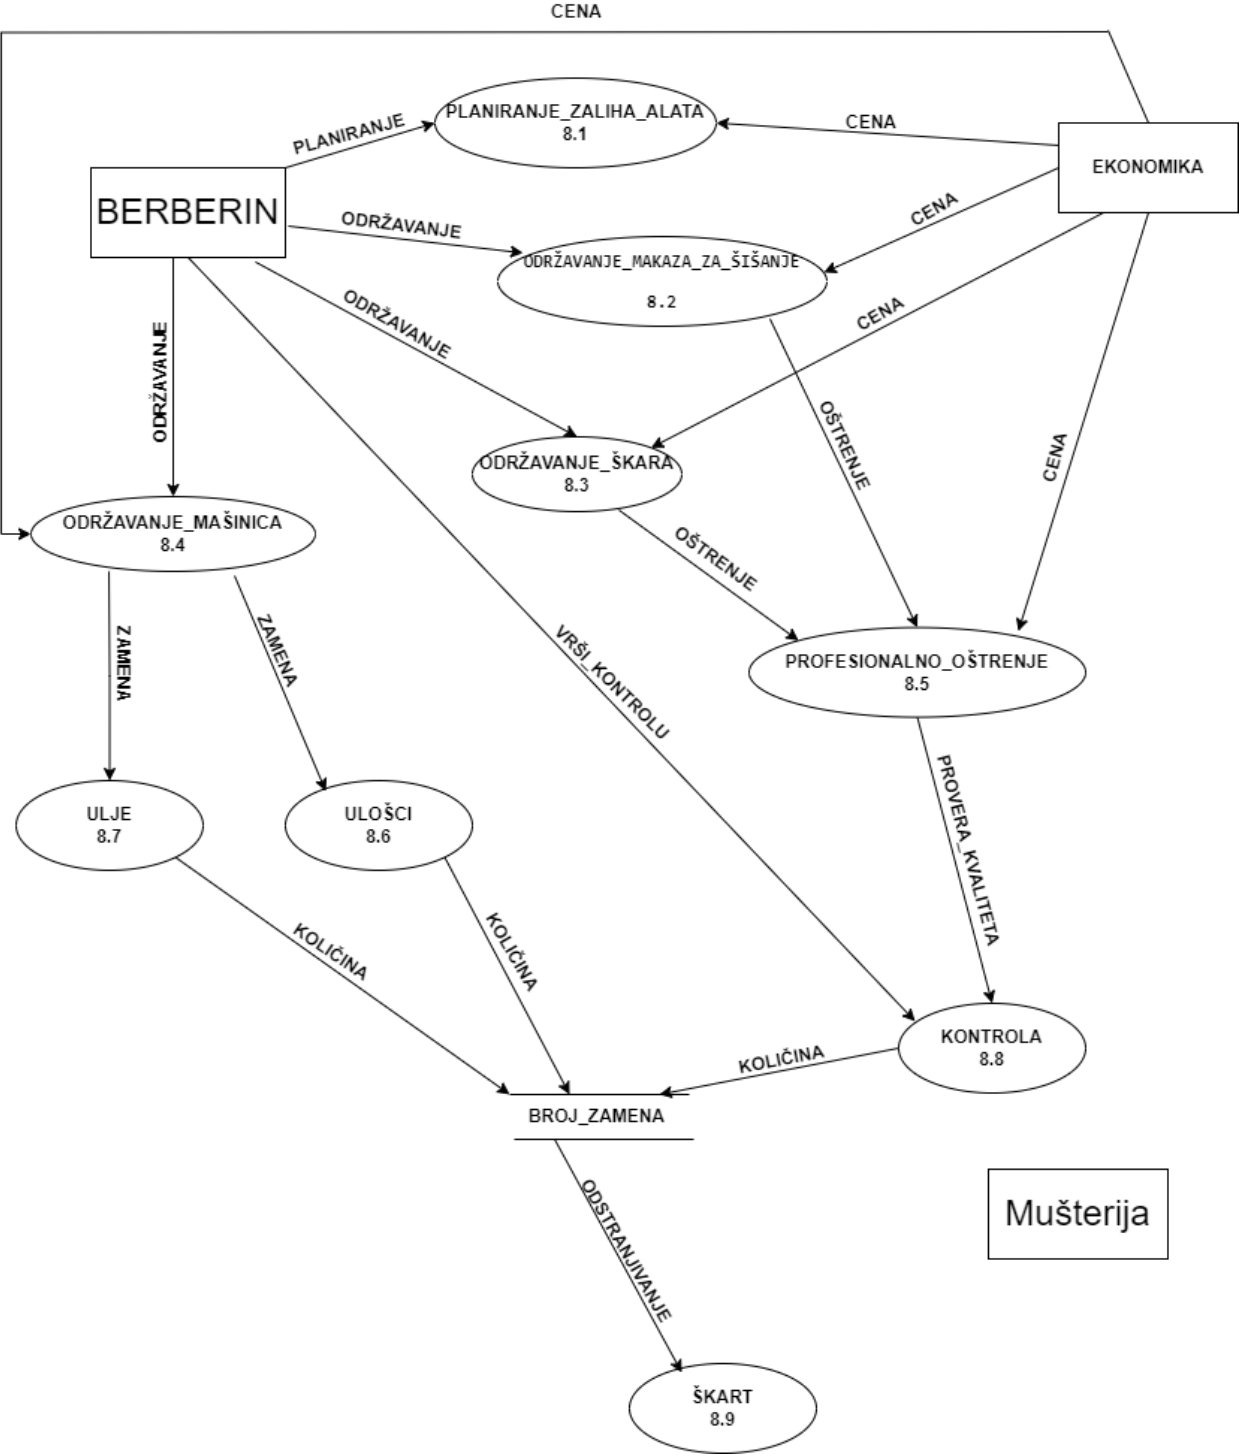 CENA
PLANIRANJE_ZALIHA_ALATA
8.1
PLANIRANJE
CENA
EKONOMIKA
BERBERIN
ODRŽAVANJE
CENA
ODRŽAVANJE_MAKAZA_ZA_ŠIŠANJE
8.2
ODRŽAVANJE
ODRŽAVANJE
CENA
OŠTRENJE
CENA
ODRŽAVANJE_ŠKARA
8.3
ODRŽAVANJE_MAŠINICA
8.4
OŠTRENJE
ZAMENA
ZAMENA
VRŠI_KONTROLU
PROFESIONALNO_OŠTRENJE
8.5
ULJE
8.7
ULOŠCI
8.6
PROVERA_KVALITETA
KOLIČINA
KOLIČINA
KONTROLA
8.8
KOLIČINA
BROJ_ZAMENA
ODSTRANJIVANJE
Mušterija
ŠKART
8.9